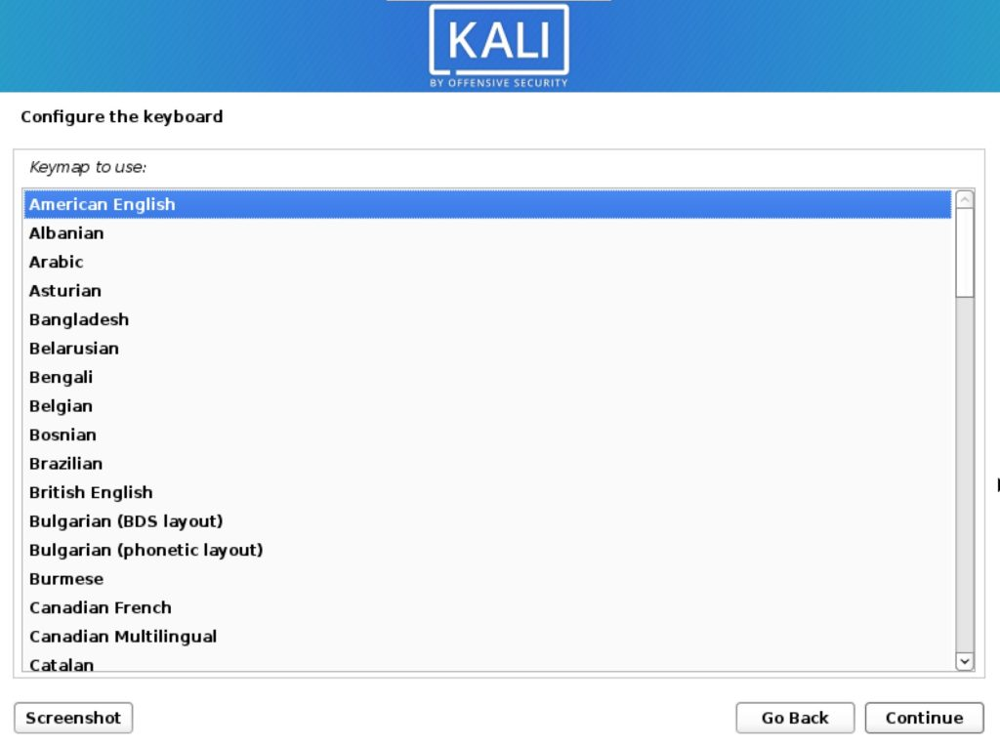 KALI
BY OFFENSIVE SECURITY
Configure the keyboard
Keymap to use:
American English
Albanian
Arabic
Asturian
Bangladesh
Belarusian
Bengali
Belgian
Bosnian
Brazilian
British English
Bulgarian (BDS layout)
Bulgarian (phonetic layout)
Burmese
Canadian French
Canadian Multilingual
Catalan
Screenshot
Go Back
Continue